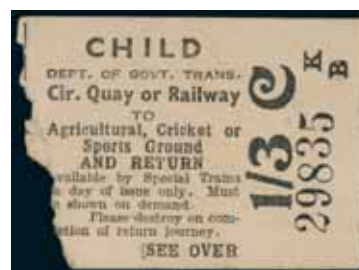 CHILD
DEPT. OF GOVT. TRANS.
Cir. Quay or Railway
TO
Agricultural, Cricket or
Sports Ground
AND RETURN
vailable by Special Trams
n day of issue only. Must
e shown on demand.
Please destroy on com-
etion of return journey.
[SEE OVER
1/3 C
29835
K
B